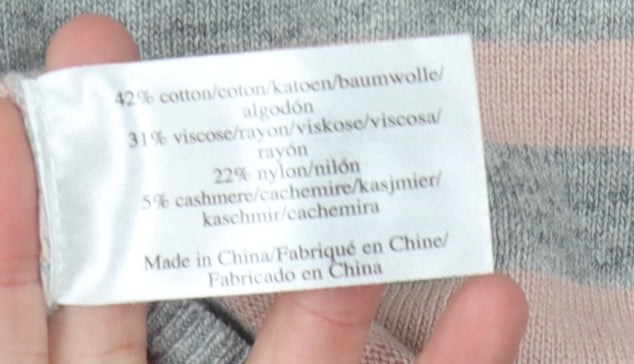 42% cotton/coton/katoen/baumwolle/
algodón
31% viscose/rayon/viskose/viscosa/
rayón
22% nylon/nilón
5% cashmere/cachemire/kasjmier/
kaschmir/cachemira
Made in China/Fabriqué en Chine/
Fabricado en China